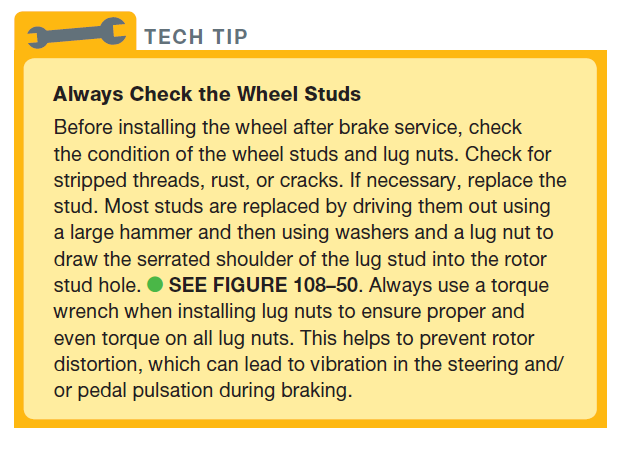 TECH TIP
Always Check the Wheel Studs
Before installing the wheel after brake service, check
the condition of the wheel studs and lug nuts. Check for
stripped threads, rust, or cracks. If necessary, replace the
stud. Most studs are replaced by driving them out using
a large hammer and then using washers and a lug nut to
draw the serrated shoulder of the lug stud into the rotor
stud hole. ● SEE FIGURE 108–50. Always use a torque
wrench when installing lug nuts to ensure proper and
even torque on all lug nuts. This helps to prevent rotor
distortion, which can lead to vibration in the steering and/
or pedal pulsation during braking.